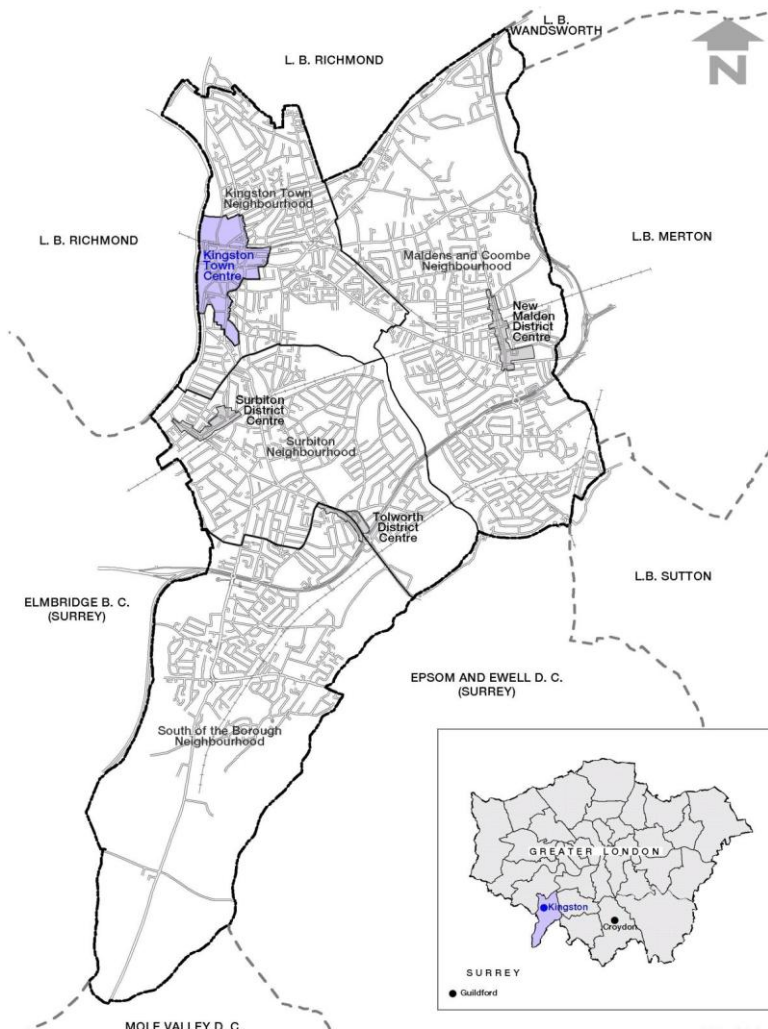 L. B.
WANDSWORTH
L. B. RICHMOND
N
Kingston Town
Neighbourhood
L. B. RICHMOND
Kingston
Town
Centre
Maldens and Coombe
Neighbourhood
L.B. MERTON
New
Malden
District
Centre
Surbiton
District
Centre
Surbiton
Neighbourhood
Tolworth
District
Centre
L.B. SUTTON
ELMBRIDGE B. C.
(SURREY)
EPSOM AND EWELL D. C.
(SURREY)
South of the Borough
Neighbourhood
GREATER LONDON
Kingston
Croydon
SURREY
Guildford
MOLE VALLEY D. C.